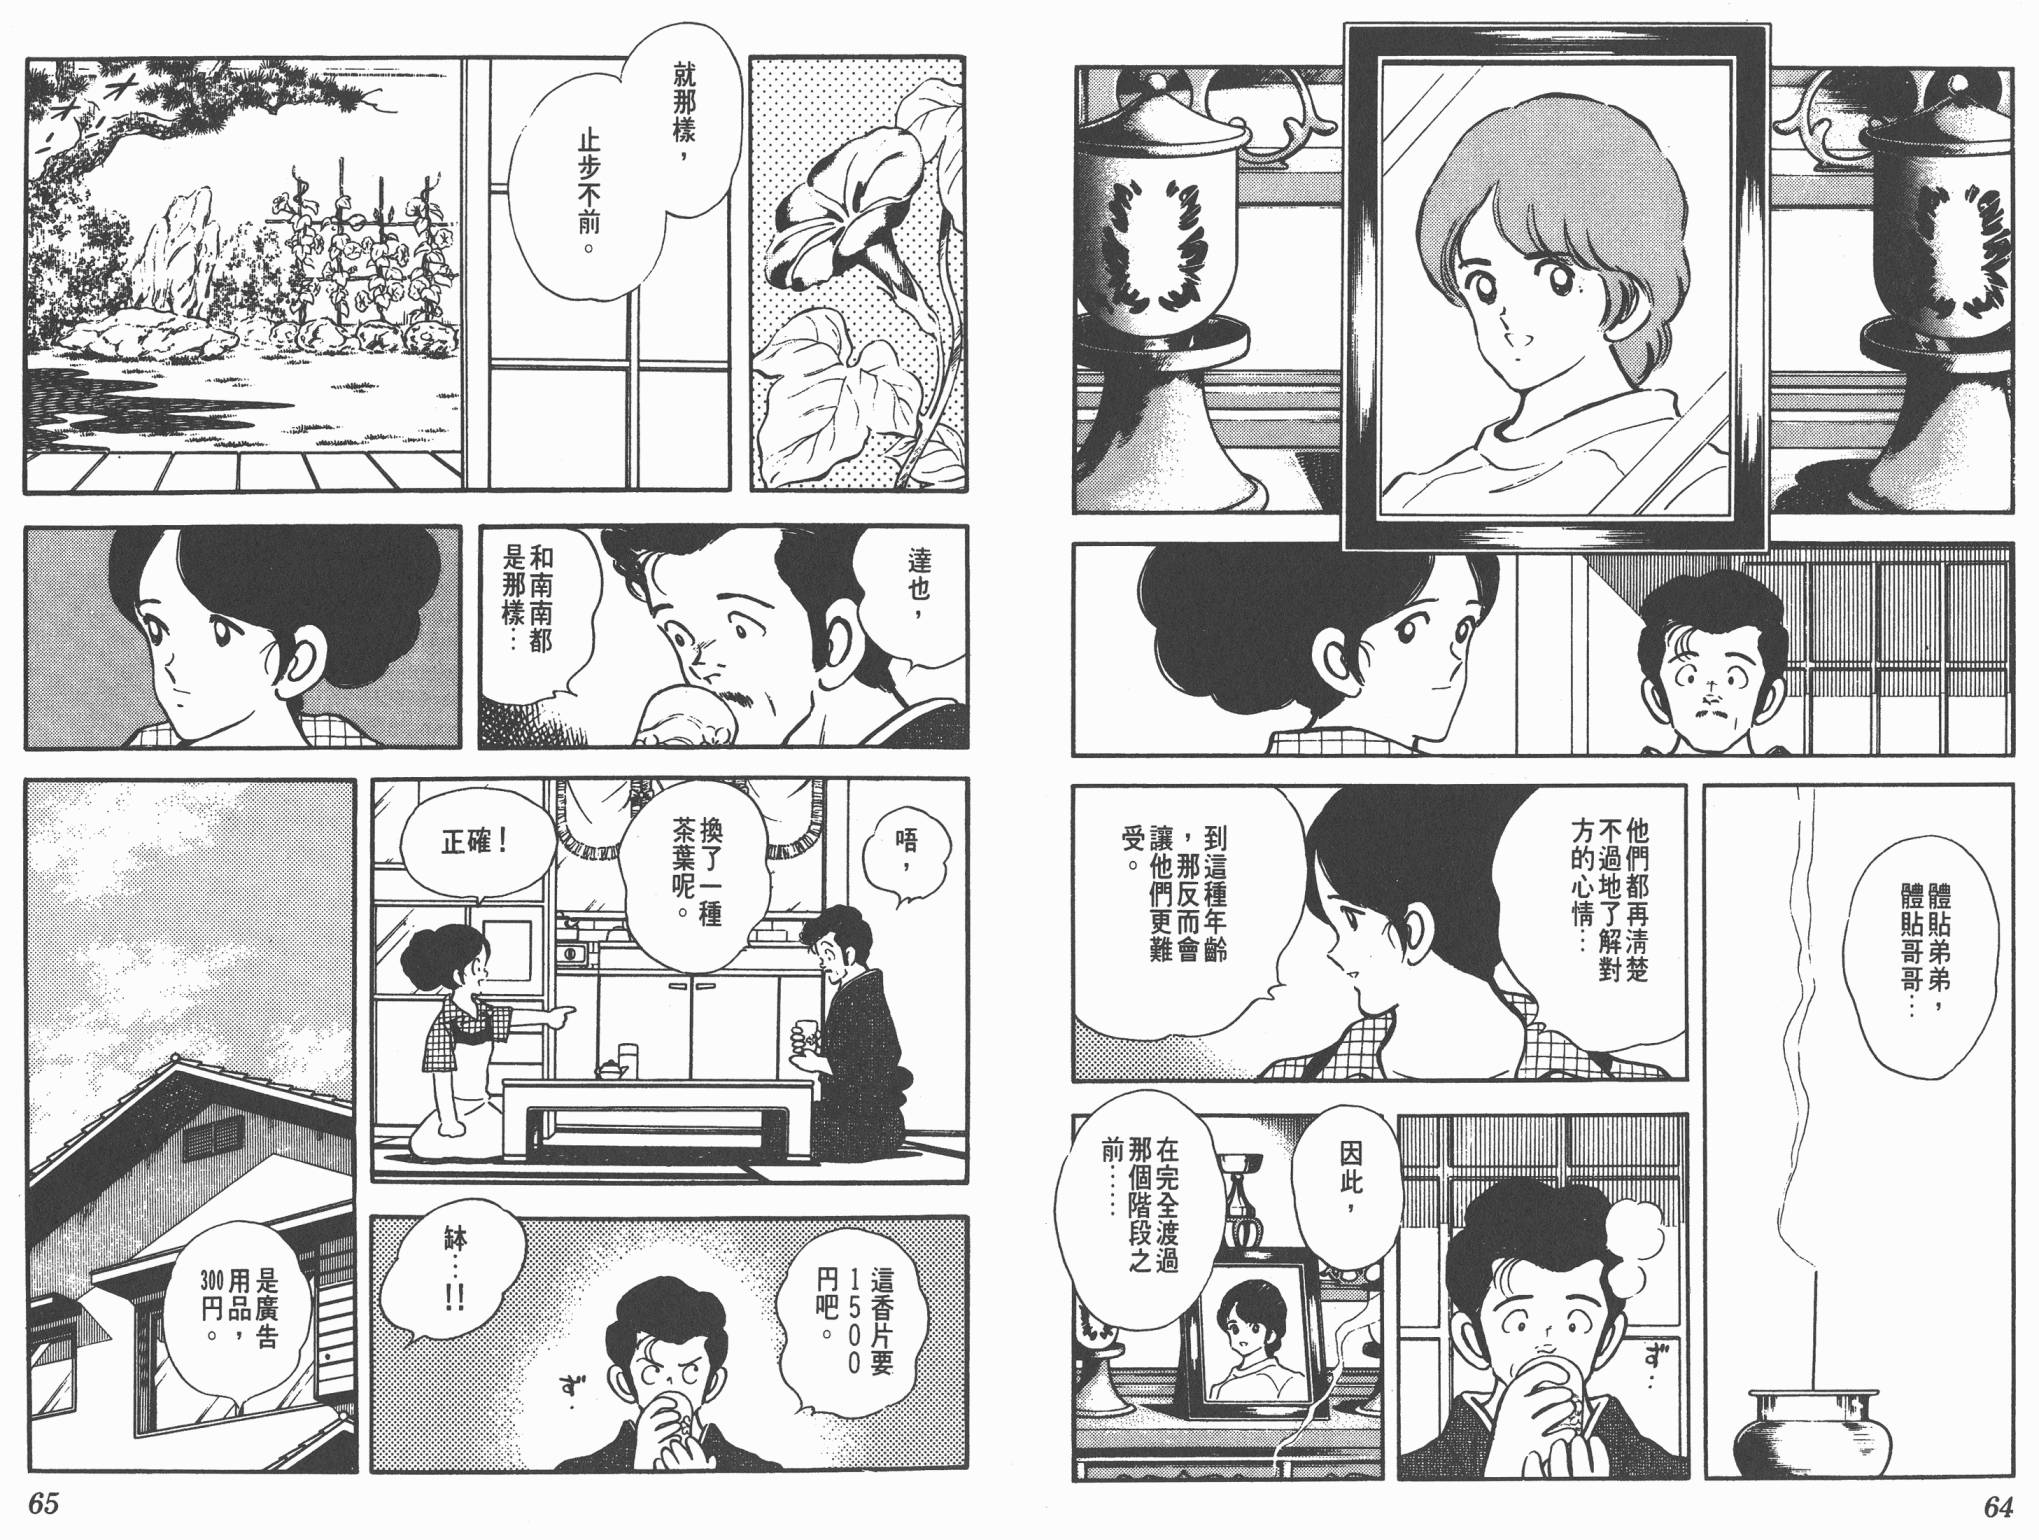 體貼弟弟，
體貼哥哥…
他們都再淸楚
不過地了解對
方的心情…
到這種年齡
，那反而會
讓他們更難
受。
ず…
因此，
在完全渡過
那個階段之
前……
64
就那樣，
止步不前。
達也，
和南南都
是那樣…
唔，
換了一種
茶葉呢。
正確！
這香片要
1500
円吧。
ず…
缽…!!
是廣告
用品，
300円。
65